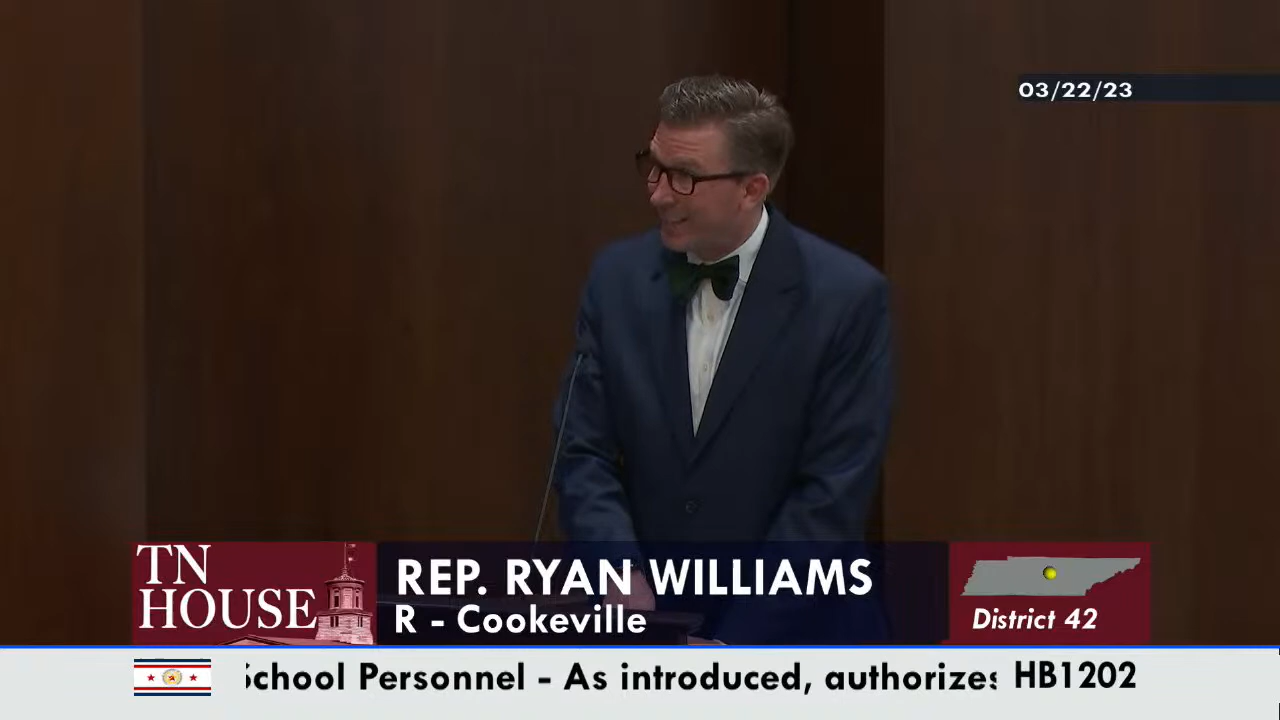 03/22/23
TN
HOUSE
REP. RYAN WILLIAMS
R - Cookeville
District 42
School Personnel - As introduced, authorizes
HB1202